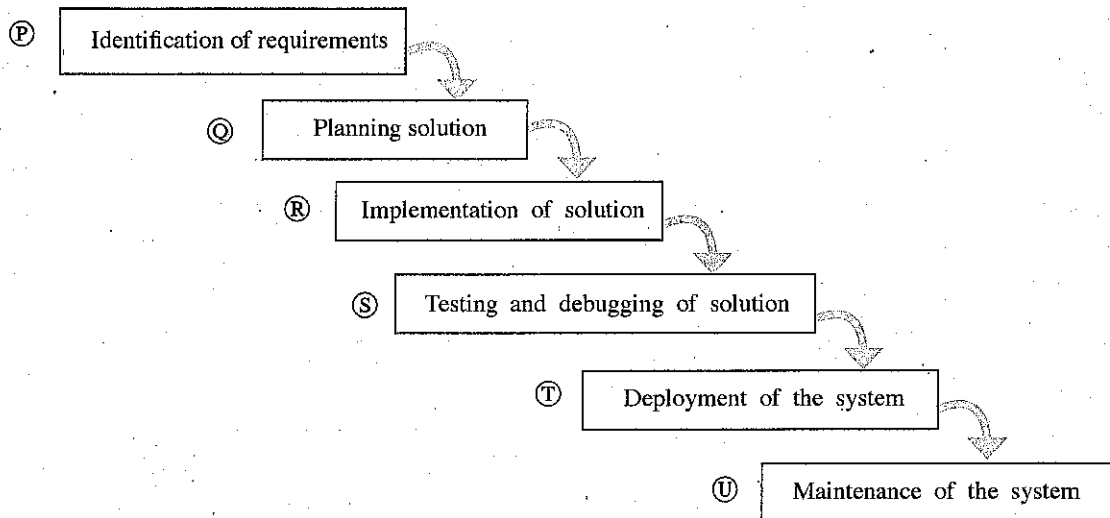 Ⓟ Identification of requirements
Ⓠ Planning solution
Ⓡ Implementation of solution
Ⓢ Testing and debugging of solution
Ⓣ Deployment of the system
Ⓤ Maintenance of the system